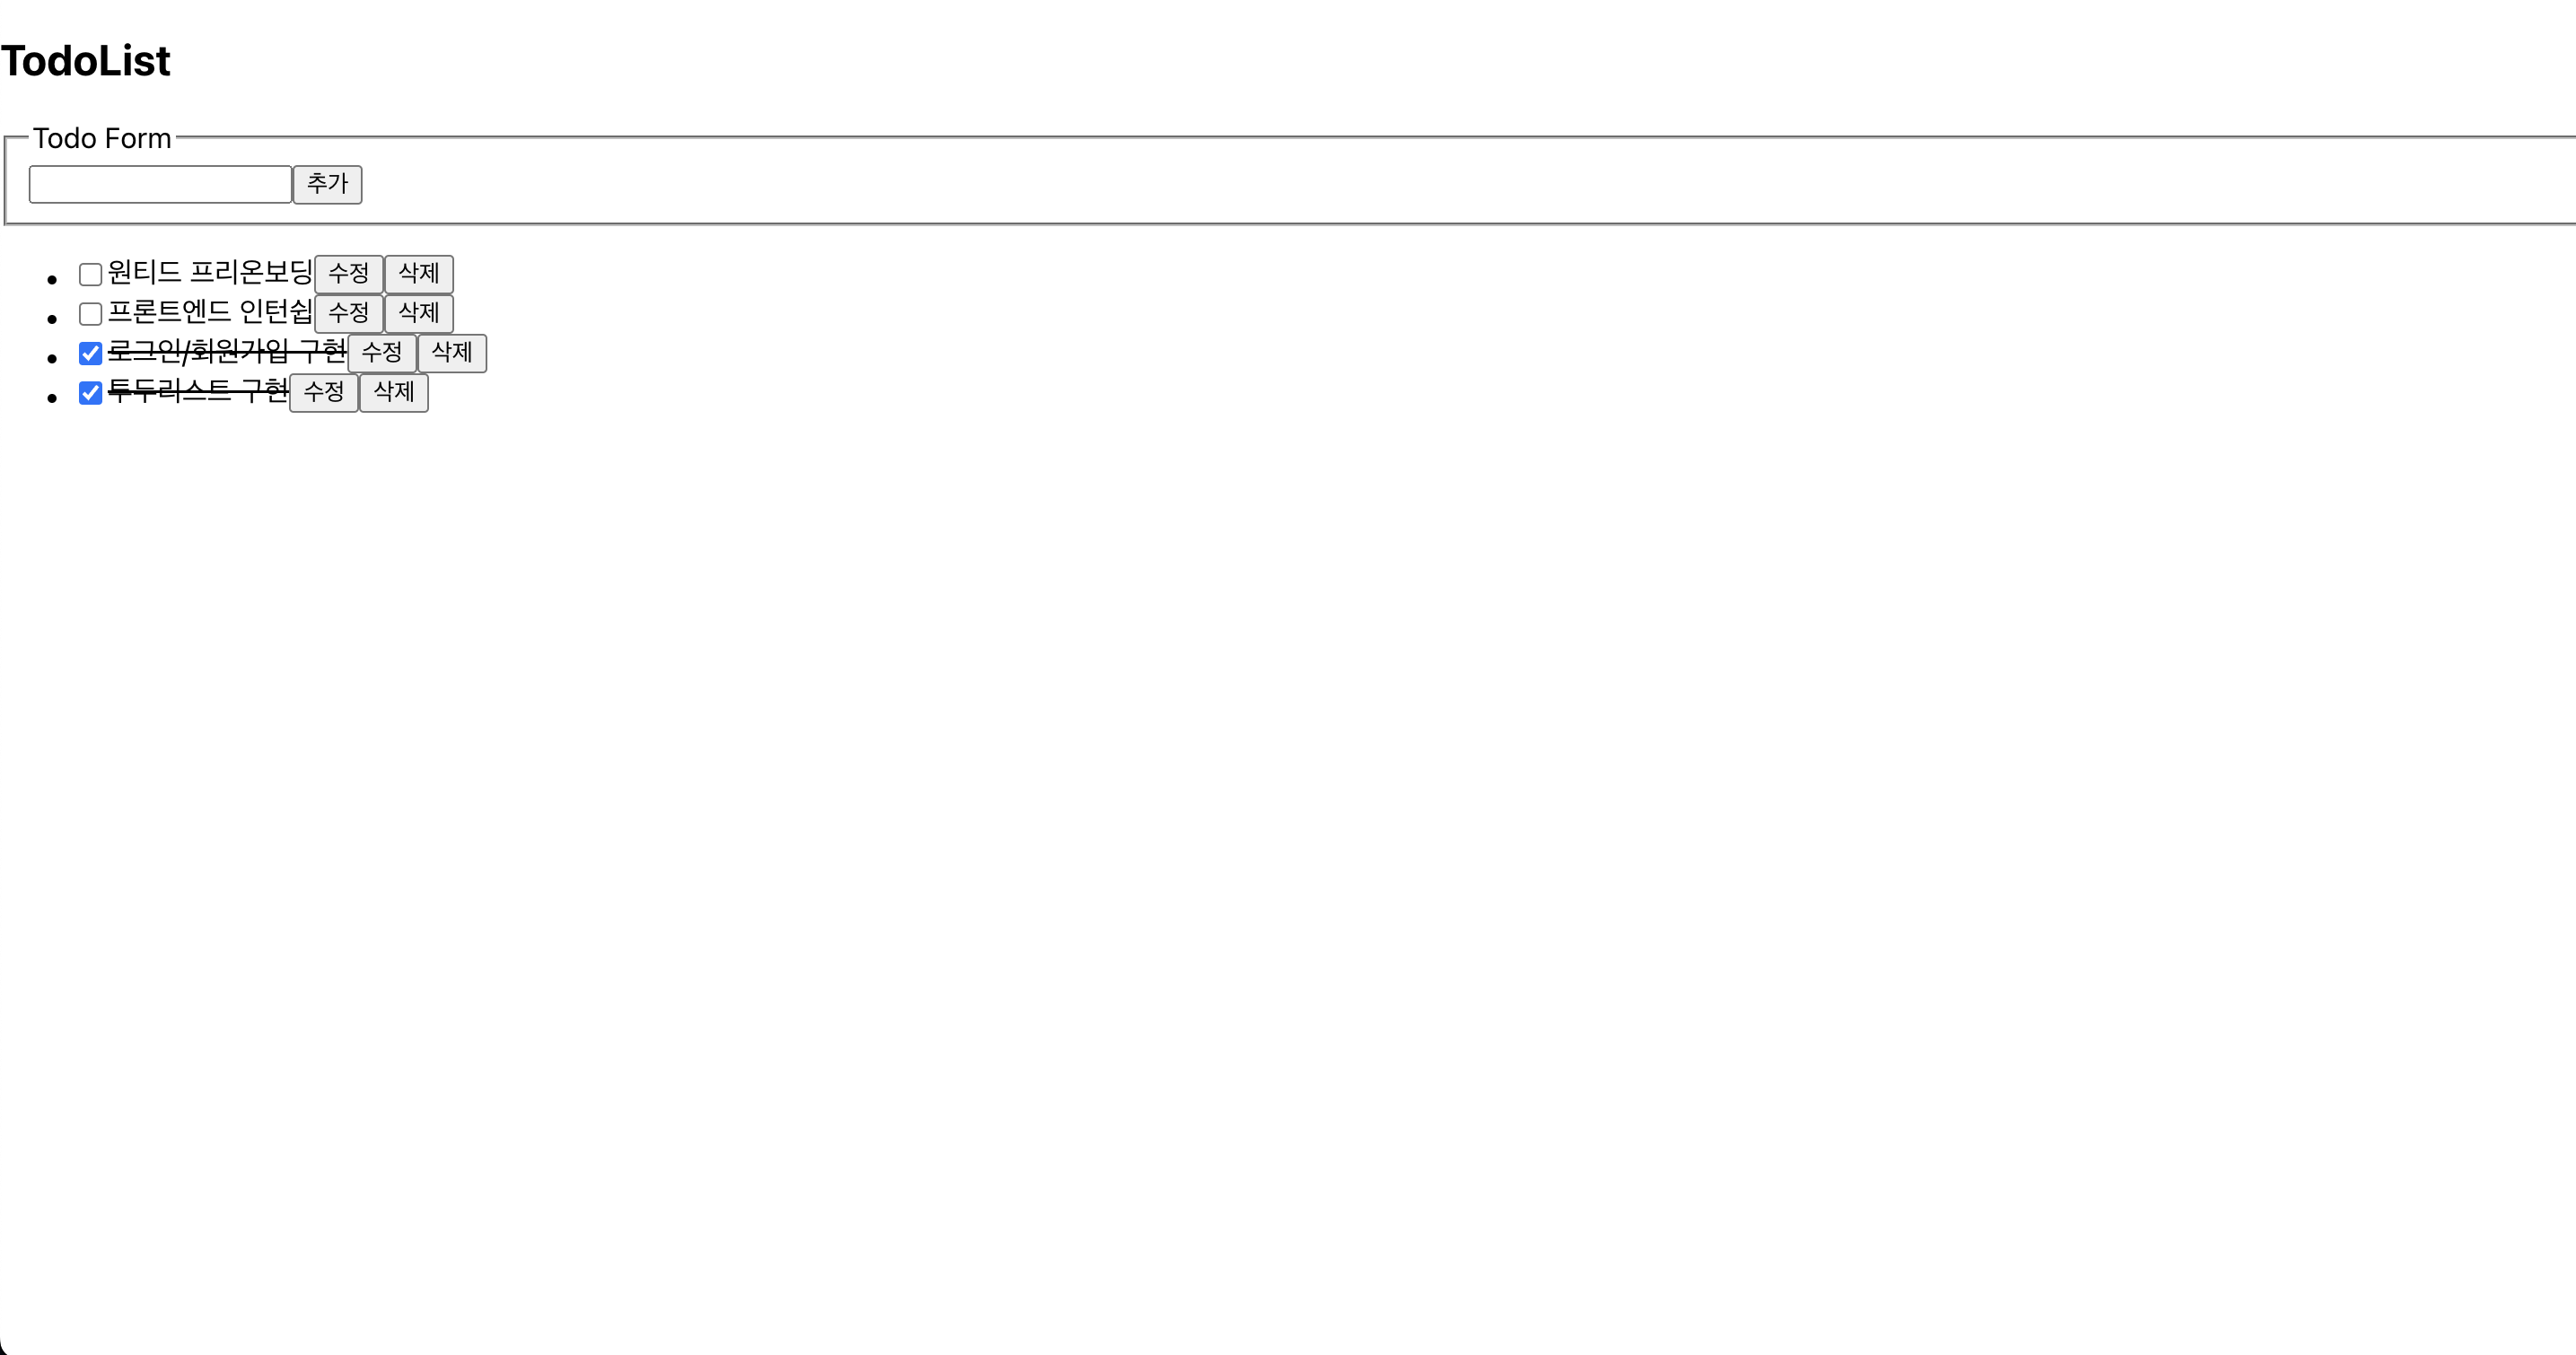 TodoList
Todo Form
추가
원티드 프리온보딩 수정 삭제
프론트엔드 인턴쉽 수정 삭제
로그인/회원가입 구현 수정 삭제
투두리스트 구현 수정 삭제